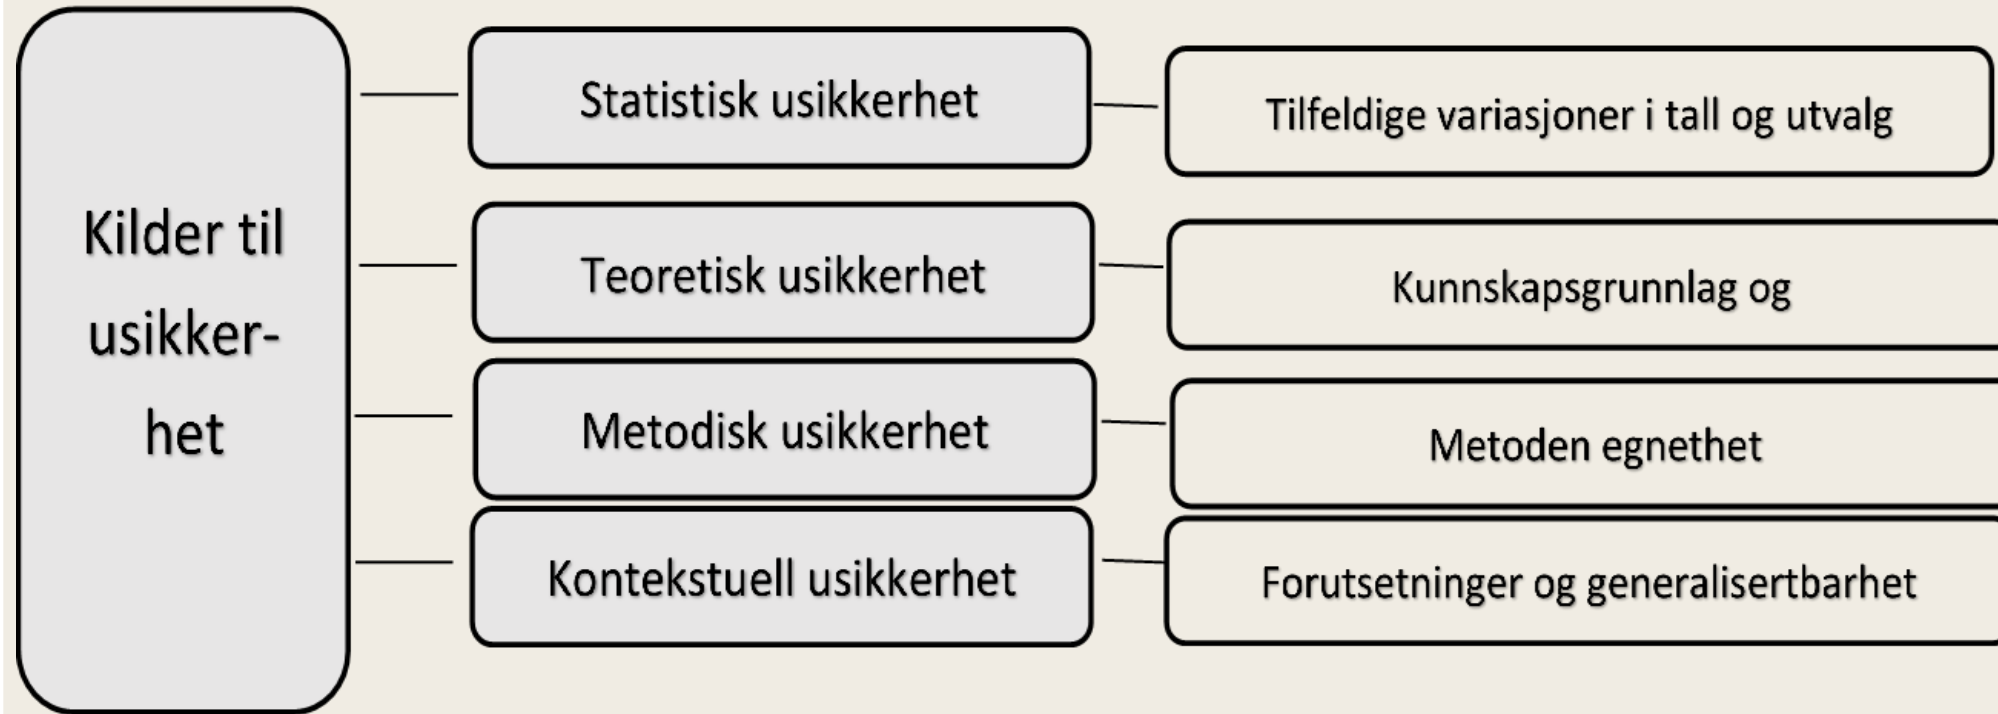 Kilder til
usikker-
het
Statistisk usikkerhet
Tilfeldige variasjoner i tall og utvalg
Teoretisk usikkerhet
Kunnskapsgrunnlag og
Metodisk usikkerhet
Metoden egnethet
Kontekstuell usikkerhet
Forutsetninger og generalisertbarhet